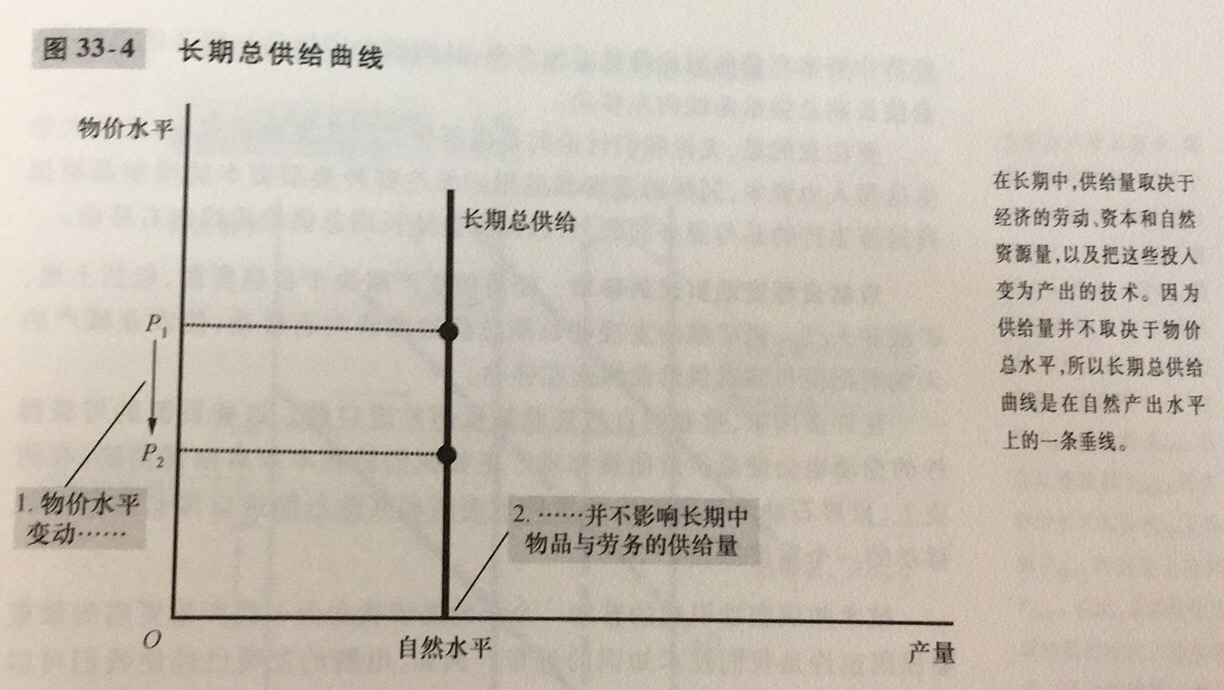 图 33-4 长期总供给曲线
物价水平
长期总供给
P1
P2
1. 物价水平
变动……
2. ……并不影响长期中
物品与劳务的供给量
O
自然水平
产量
在长期中,供给量取决于
经济的劳动、资本和自然
资源量,以及把这些投入
变为产出的技术。因为
供给量并不取决于物价
总水平,所以长期总供给
曲线是在自然产出水平
上的一条垂线。